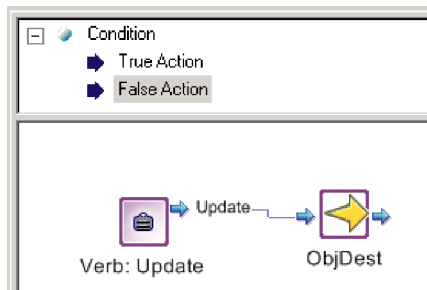 Condition
True Action
False Action
Update
Verb: Update
ObjDest